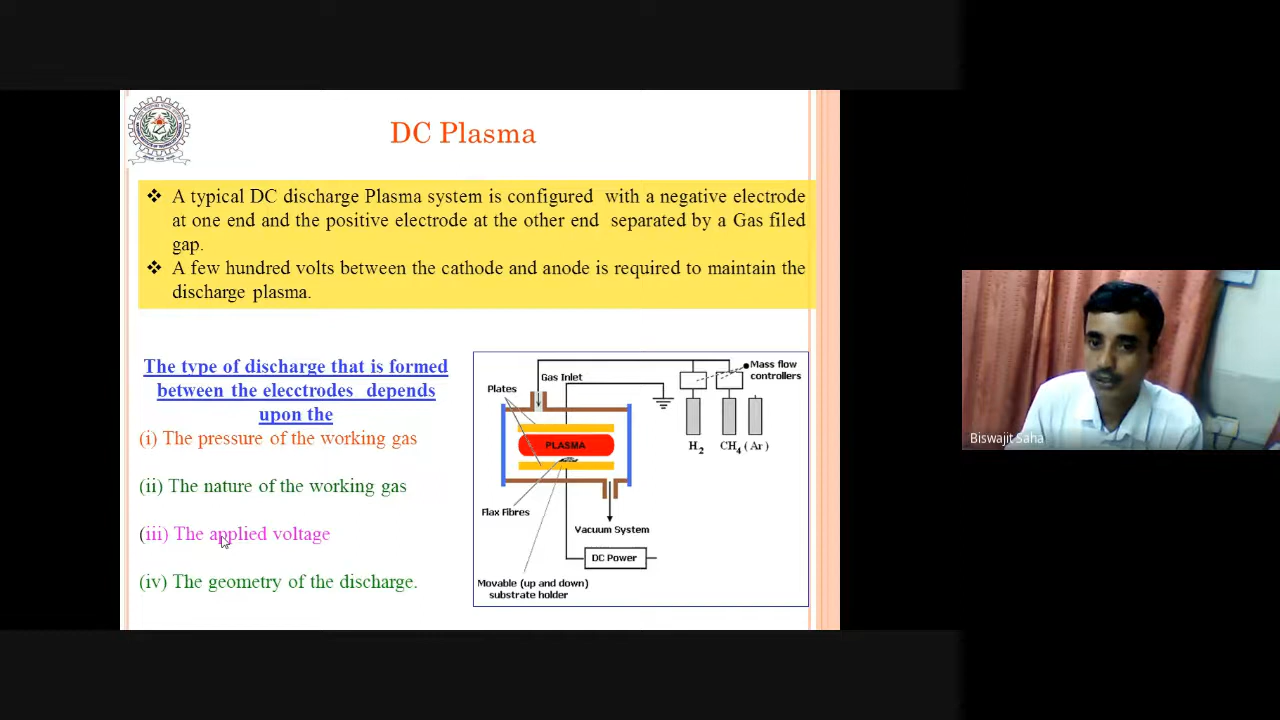 DC Plasma
❖ A typical DC discharge Plasma system is configured with a negative electrode
at one end and the positive electrode at the other end separated by a Gas filed
gap.
❖ A few hundred volts between the cathode and anode is required to maintain the
discharge plasma.
The type of discharge that is formed
between the elecctrodes depends
upon the
(i) The pressure of the working gas
(ii) The nature of the working gas
(iii) The applied voltage
(iv) The geometry of the discharge.
Gas Inlet
Mass flow
controllers
Plates
PLASMA
H2 CH4 ( Ar )
Flax Fibres
Vacuum System
DC Power
Movable (up and down)
substrate holder
Biswajit Saha